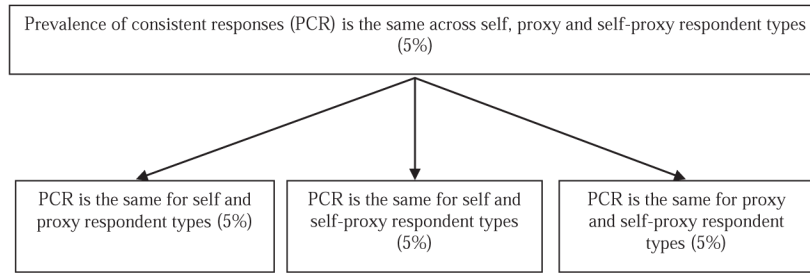 Prevalence of consistent responses (PCR) is the same across self, proxy and self-proxy respondent types
(5%)
PCR is the same for self and
proxy respondent types (5%)
PCR is the same for self and
self-proxy respondent types
(5%)
PCR is the same for proxy
and self-proxy respondent
types (5%)